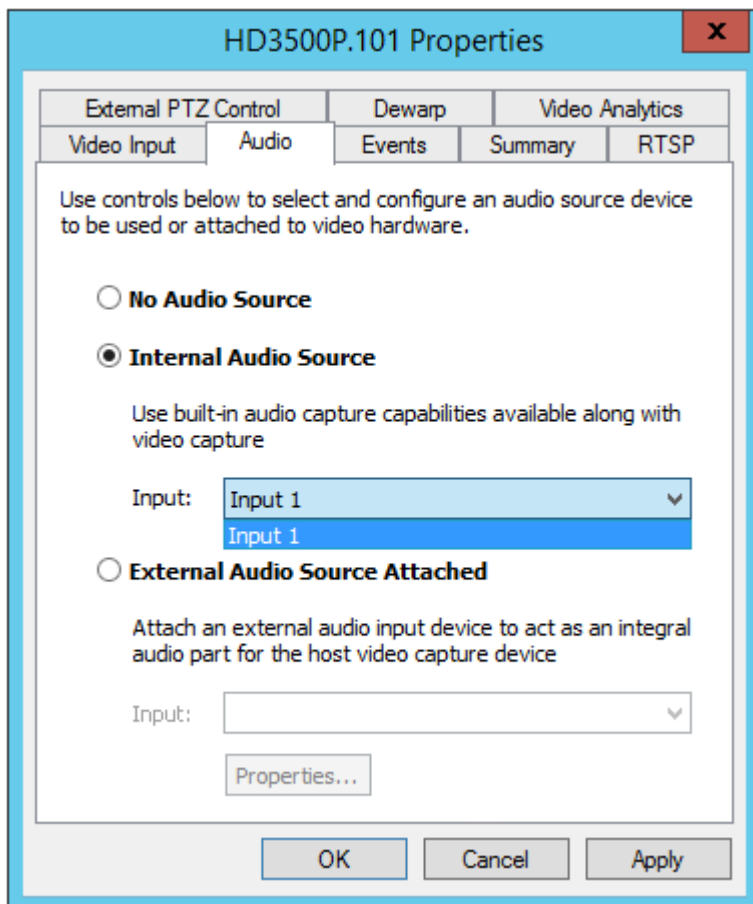 HD3500P.101 Properties
x
External PTZ Control Dewarp Video Analytics
Video Input Audio Events Summary RTSP
Use controls below to select and configure an audio source device
to be used or attached to video hardware.
No Audio Source
Internal Audio Source
Use built-in audio capture capabilities available along with
video capture
Input: Input 1
Input 1
External Audio Source Attached
Attach an external audio input device to act as an integral
audio part for the host video capture device
Input:
Properties...
OK Cancel Apply